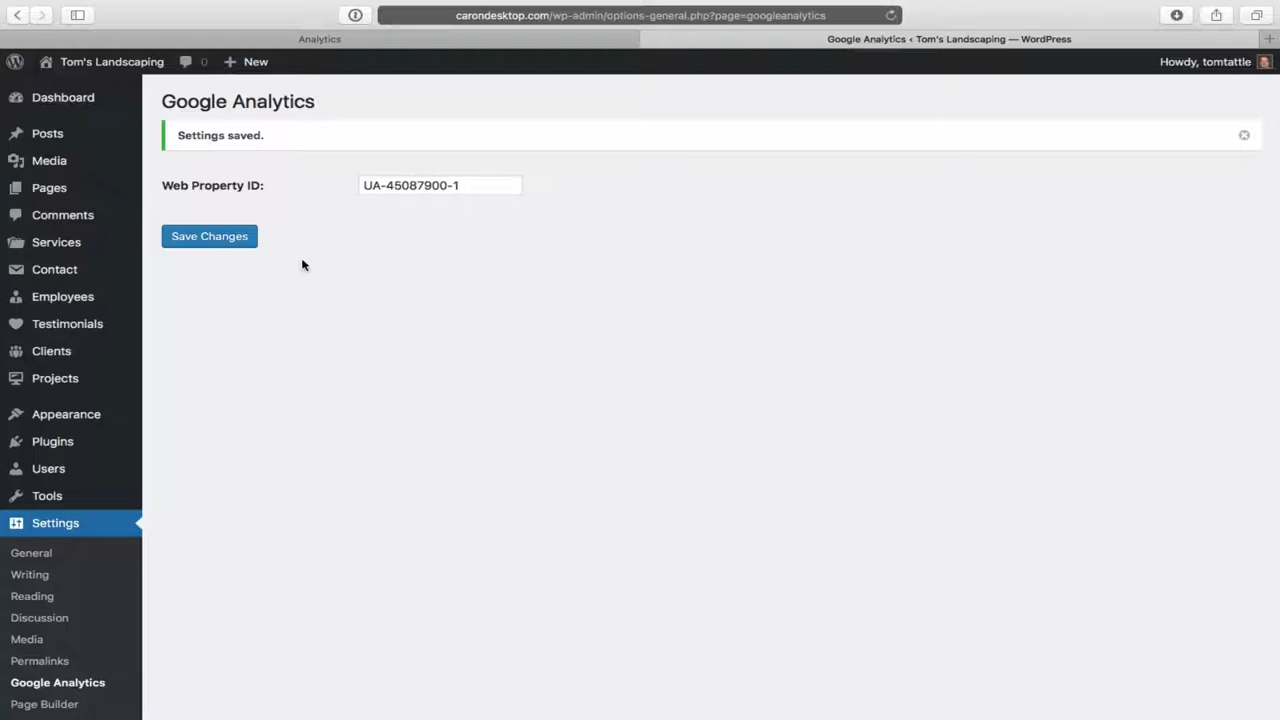 carondesktop.com/wp-admin/options-general.php?page=googleanalytics
Analytics
Google Analytics ‹ Tom's Landscaping — WordPress
Tom's Landscaping
0
New
Howdy, tomtattle
Dashboard
Posts
Media
Pages
Comments
Services
Contact
Employees
Testimonials
Clients
Projects
Appearance
Plugins
Users
Tools
Settings
General
Writing
Reading
Discussion
Media
Permalinks
Google Analytics
Page Builder
Google Analytics
Settings saved.
Web Property ID:
UA-45087900-1
Save Changes